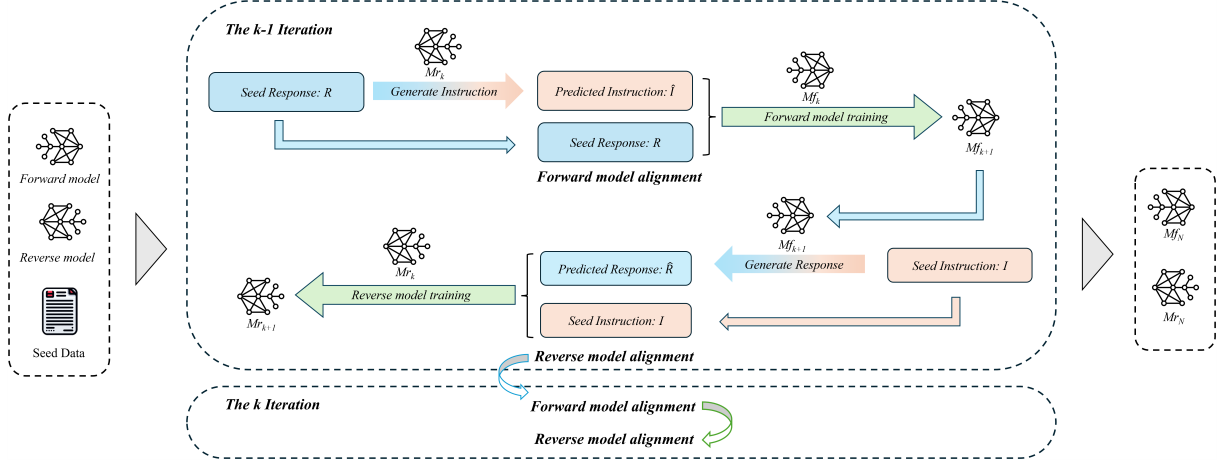 Forward model
Reverse model
Seed Data
The k-1 Iteration
Mr_k
Seed Response: R
Generate Instruction
Predicted Instruction: Î
Seed Response: R
Forward model alignment
Mf_k
Forward model training
Mf_{k+1}
Mf_{k+1}
Seed Instruction: I
Generate Response
Predicted Response: R̂
Seed Instruction: I
Mr_k
Reverse model training
Mr_{k+1}
Reverse model alignment
The k Iteration
Forward model alignment
Reverse model alignment
Mf_N
Mr_N